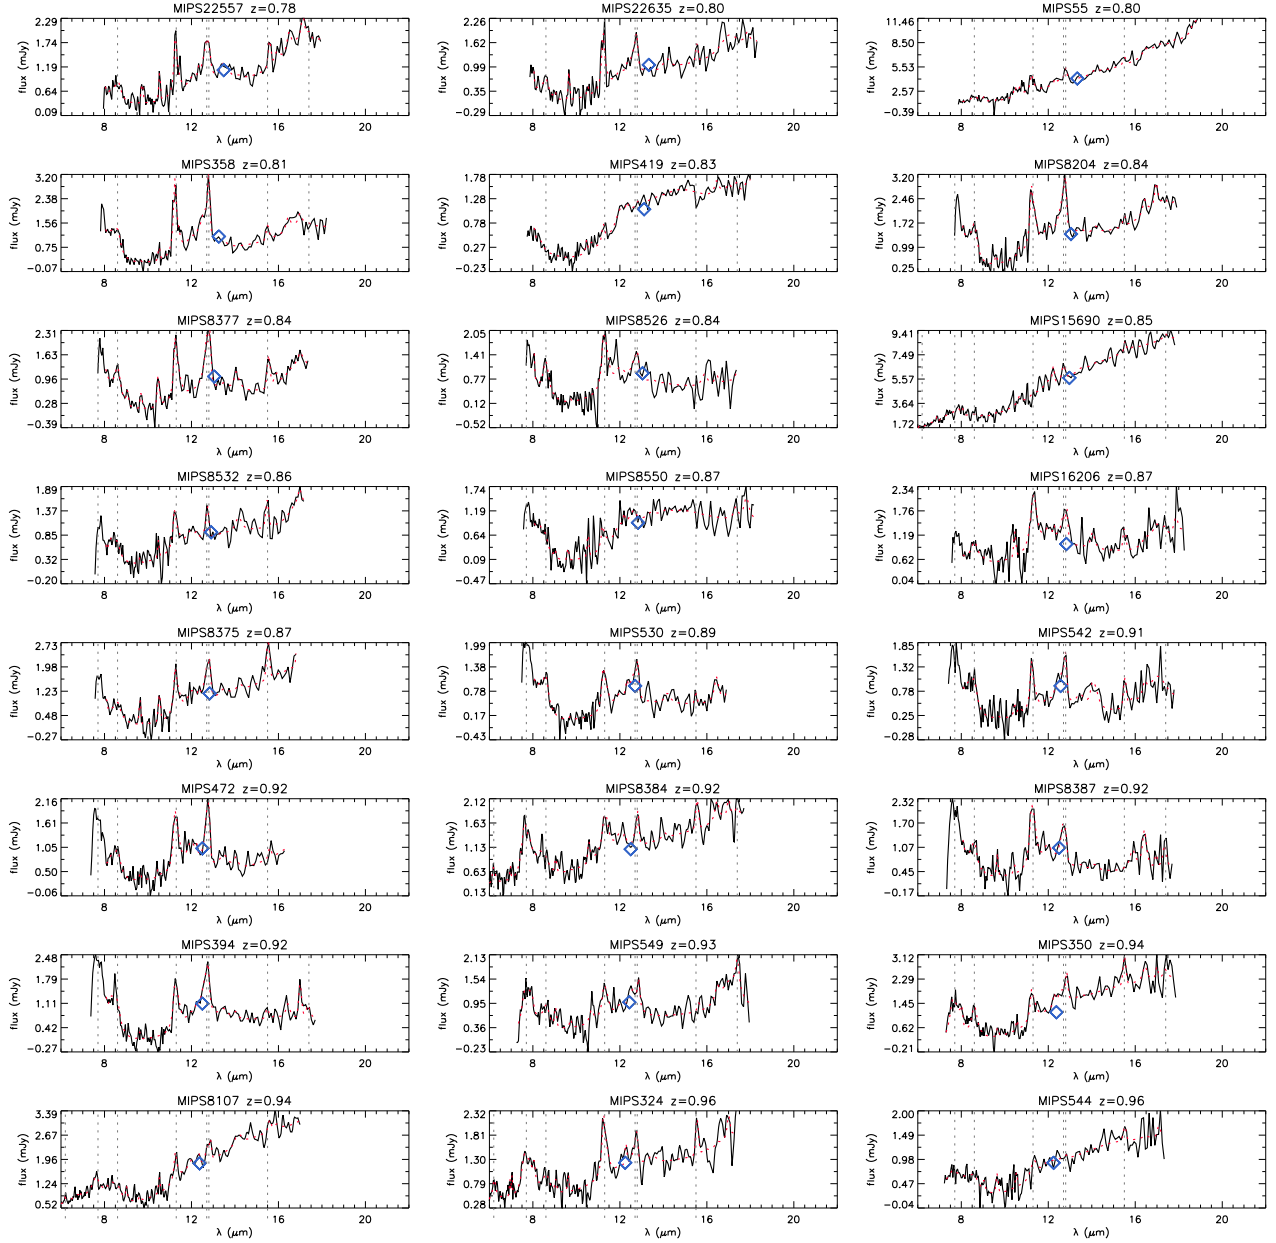 MIPS22557 z=0.78
2.29
1.74
1.19
0.64
0.09
flux (mJy)
8 12 16 20
λ (μm)
MIPS22635 z=0.80
2.26
1.62
0.99
0.35
−0.29
flux (mJy)
8 12 16 20
λ (μm)
MIPS55 z=0.80
11.46
8.50
5.53
2.57
−0.39
flux (mJy)
8 12 16 20
λ (μm)
MIPS358 z=0.81
3.20
2.38
1.56
0.75
−0.07
flux (mJy)
8 12 16 20
λ (μm)
MIPS419 z=0.83
1.78
1.28
0.78
0.27
−0.23
flux (mJy)
8 12 16 20
λ (μm)
MIPS8204 z=0.84
3.20
2.46
1.72
0.99
0.25
flux (mJy)
8 12 16 20
λ (μm)
MIPS8377 z=0.84
2.31
1.63
0.96
0.28
−0.39
flux (mJy)
8 12 16 20
λ (μm)
MIPS8526 z=0.84
2.05
1.41
0.77
0.12
−0.52
flux (mJy)
8 12 16 20
λ (μm)
MIPS15690 z=0.85
9.41
7.49
5.57
3.64
1.72
flux (mJy)
8 12 16 20
λ (μm)
MIPS8532 z=0.86
1.89
1.37
0.85
0.32
−0.20
flux (mJy)
8 12 16 20
λ (μm)
MIPS8550 z=0.87
1.74
1.19
0.64
0.09
−0.47
flux (mJy)
8 12 16 20
λ (μm)
MIPS16206 z=0.87
2.34
1.76
1.19
0.62
0.04
flux (mJy)
8 12 16 20
λ (μm)
MIPS8375 z=0.87
2.73
1.98
1.23
0.48
−0.27
flux (mJy)
8 12 16 20
λ (μm)
MIPS530 z=0.89
1.99
1.38
0.78
0.17
−0.43
flux (mJy)
8 12 16 20
λ (μm)
MIPS542 z=0.91
1.85
1.32
0.78
0.25
−0.28
flux (mJy)
8 12 16 20
λ (μm)
MIPS472 z=0.92
2.16
1.61
1.05
0.50
−0.06
flux (mJy)
8 12 16 20
λ (μm)
MIPS8384 z=0.92
2.12
1.63
1.13
0.63
0.13
flux (mJy)
8 12 16 20
λ (μm)
MIPS8387 z=0.92
2.32
1.70
1.07
0.45
−0.17
flux (mJy)
8 12 16 20
λ (μm)
MIPS394 z=0.92
2.48
1.79
1.11
0.42
−0.27
flux (mJy)
8 12 16 20
λ (μm)
MIPS549 z=0.93
2.13
1.54
0.95
0.36
−0.23
flux (mJy)
8 12 16 20
λ (μm)
MIPS350 z=0.94
3.12
2.29
1.45
0.62
−0.21
flux (mJy)
8 12 16 20
λ (μm)
MIPS8107 z=0.94
3.39
2.67
1.96
1.24
0.52
flux (mJy)
8 12 16 20
λ (μm)
MIPS324 z=0.96
2.32
1.81
1.30
0.79
0.28
flux (mJy)
8 12 16 20
λ (μm)
MIPS544 z=0.96
2.00
1.49
0.98
0.47
−0.04
flux (mJy)
8 12 16 20
λ (μm)